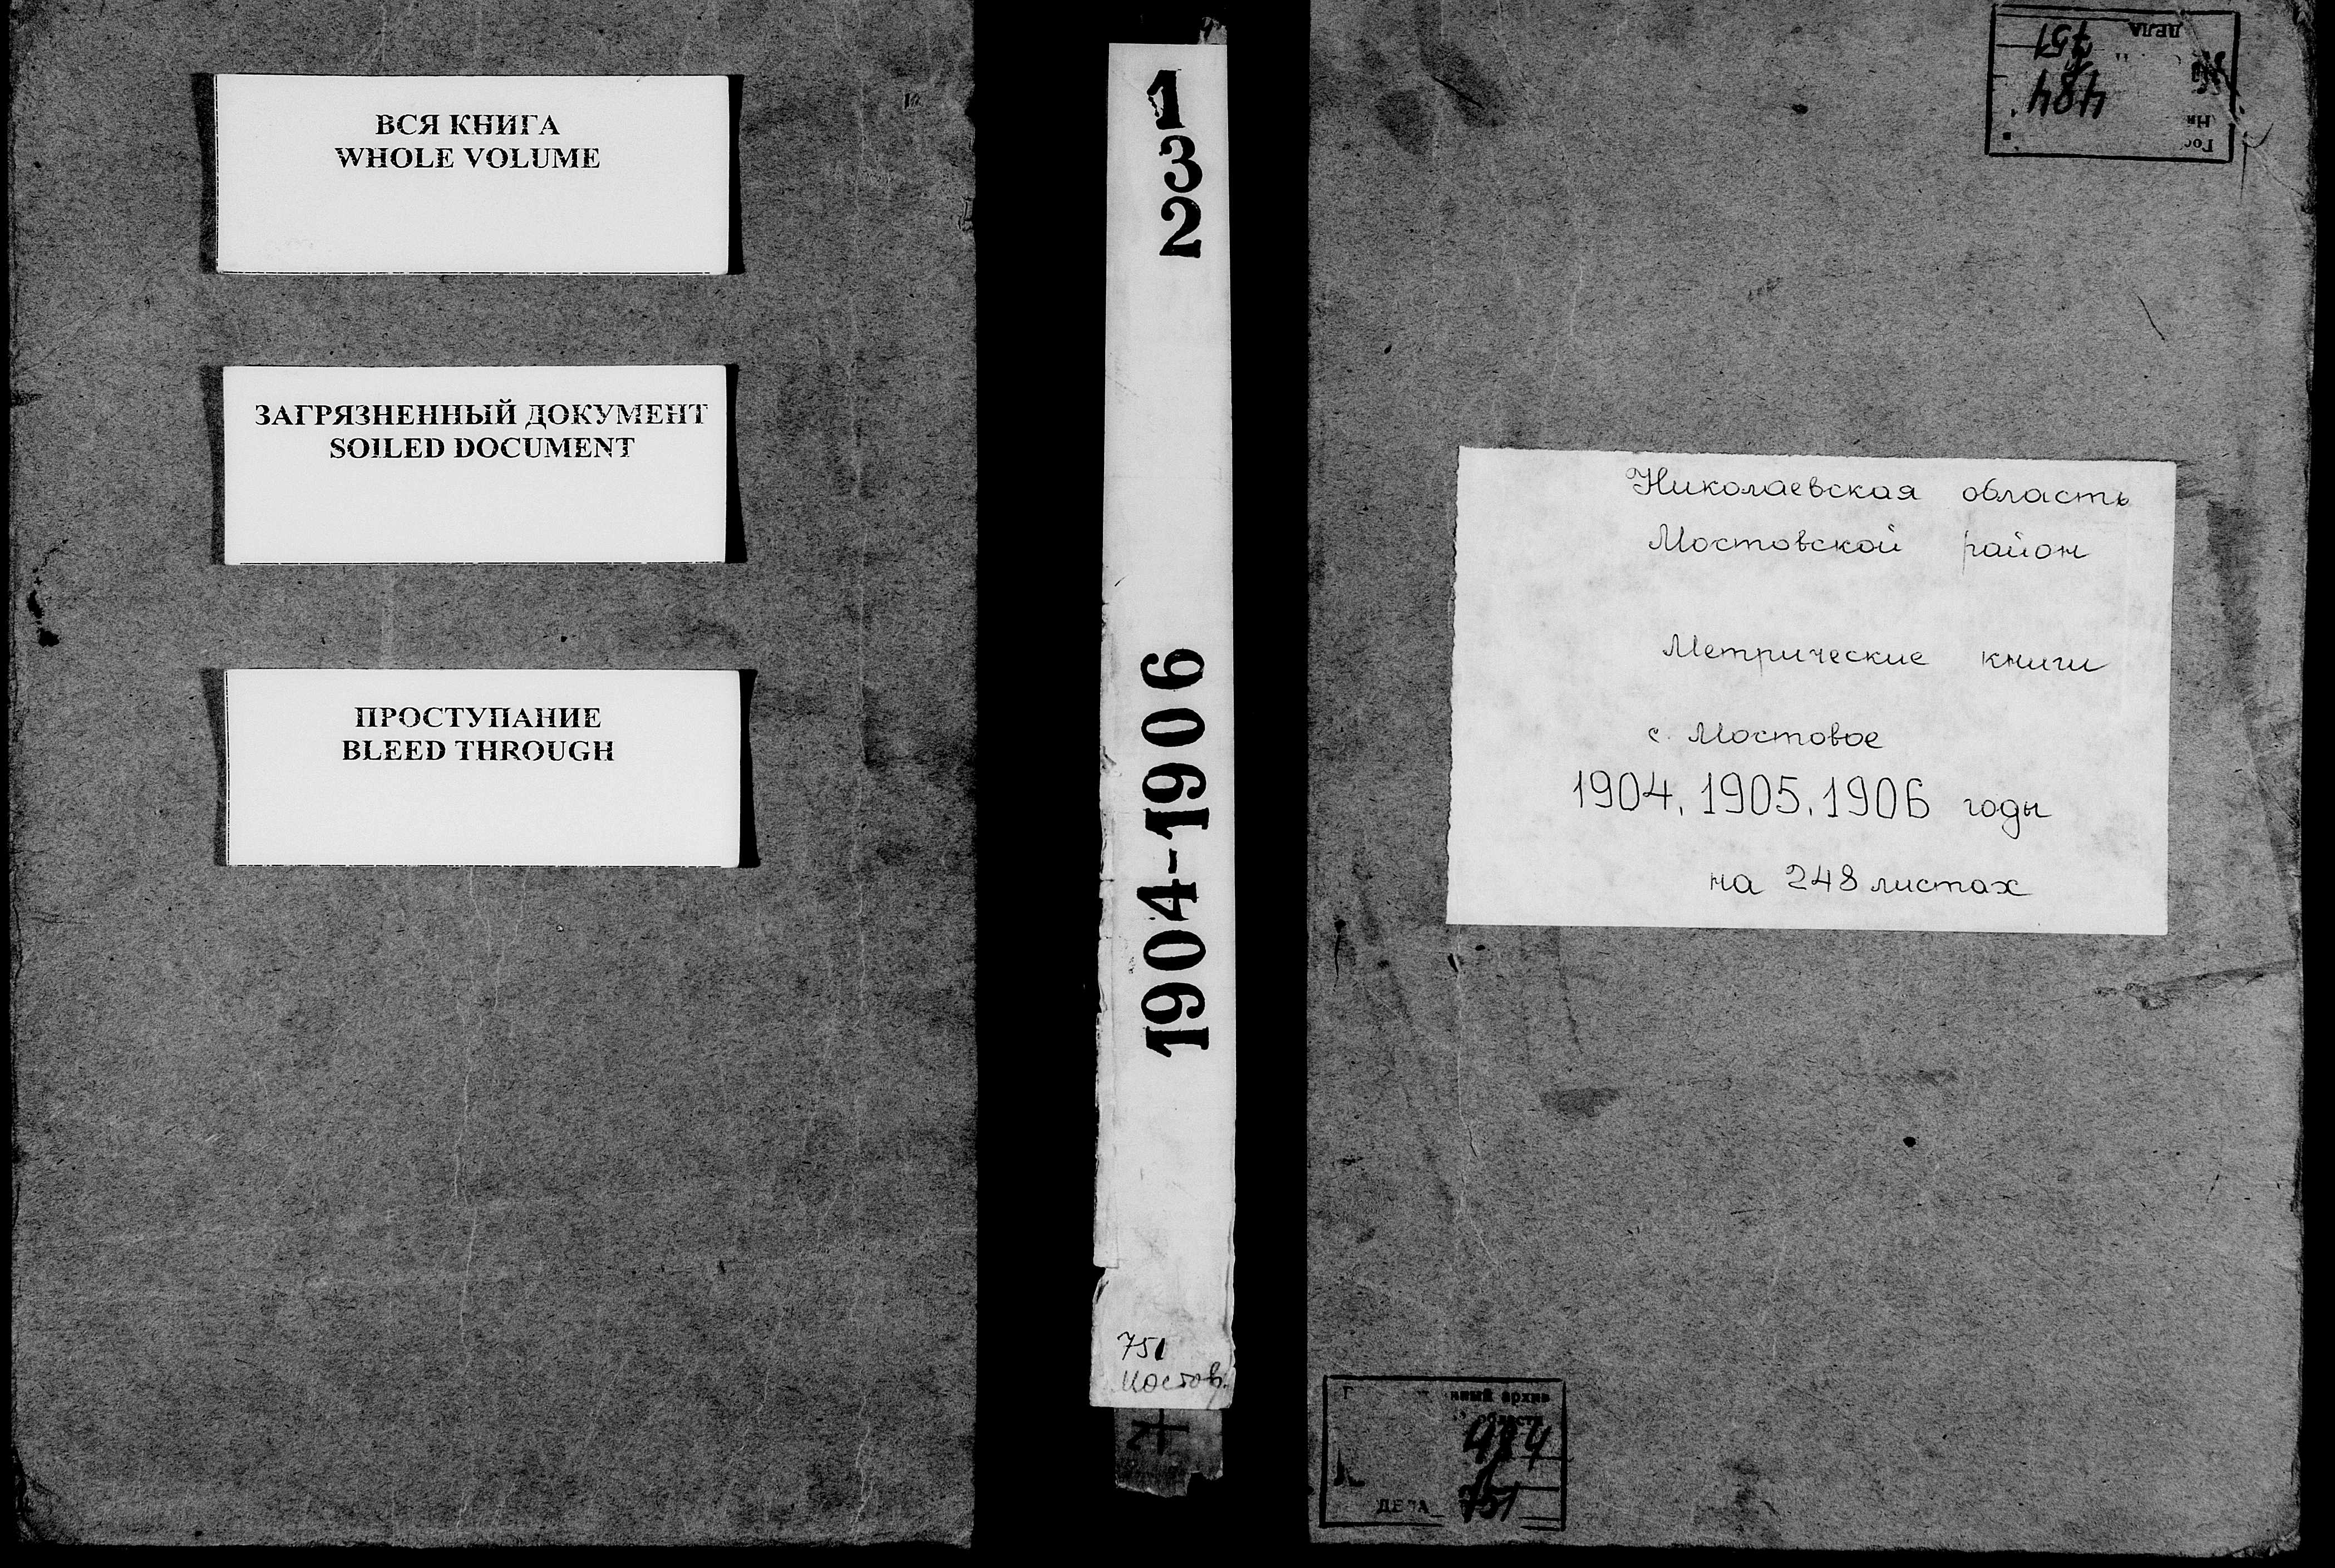 ВСЯ КНИГА
WHOLE VOLUME
ЗАГРЯЗНЕННЫЙ ДОКУМЕНТ
SOILED DOCUMENT
ПРОСТУПАНИЕ
BLEED THROUGH
132
1904-1906
751
Мостов.
484
751
ДЕЛА
Николаевская область
Мостовской район
Метрические книги
с. Мостовое
1904, 1905, 1906 годы
на 248 листах
484
ДЕЛА 751